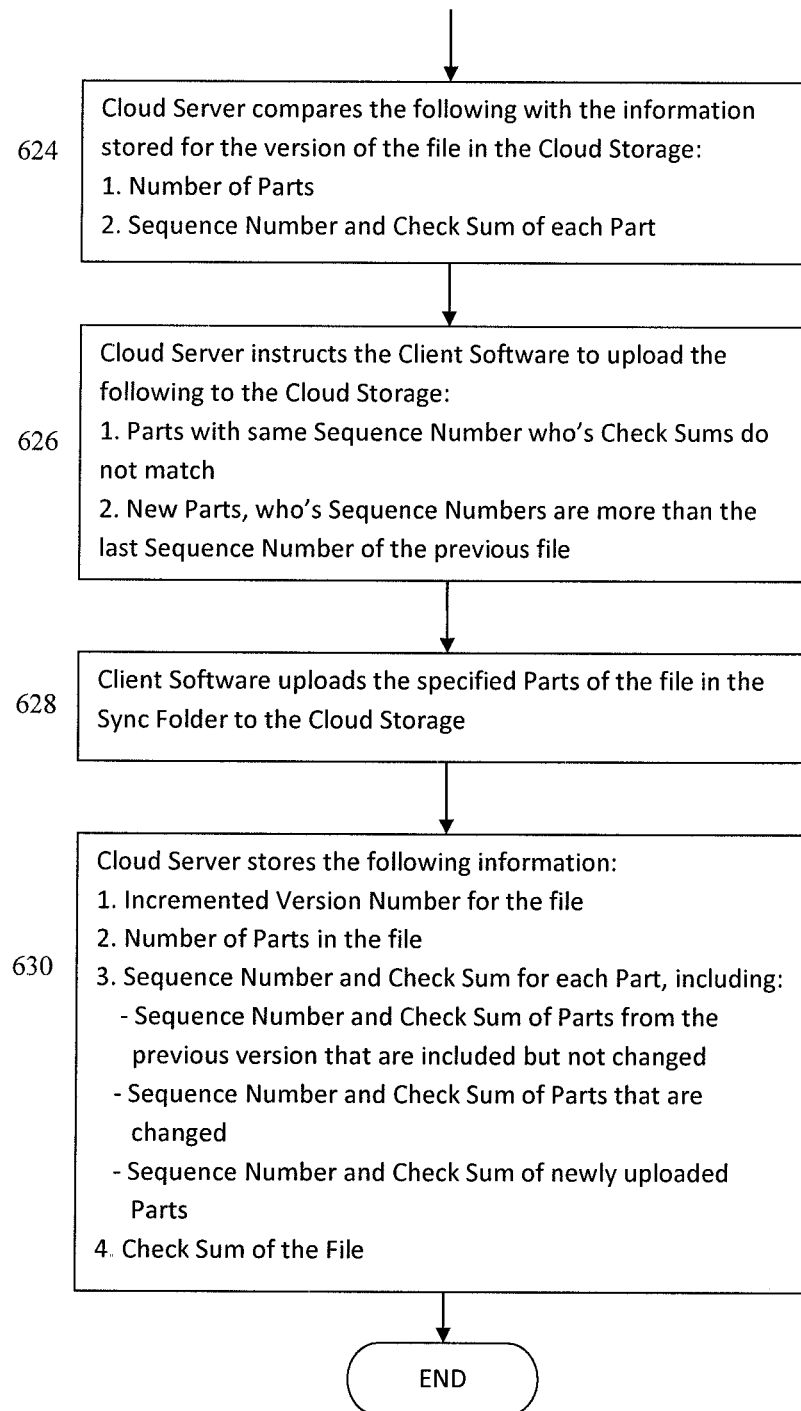 624
Cloud Server compares the following with the information
stored for the version of the file in the Cloud Storage:
1. Number of Parts
2. Sequence Number and Check Sum of each Part
626
Cloud Server instructs the Client Software to upload the
following to the Cloud Storage:
1. Parts with same Sequence Number who's Check Sums do
not match
2. New Parts, who's Sequence Numbers are more than the
last Sequence Number of the previous file
628
Client Software uploads the specified Parts of the file in the
Sync Folder to the Cloud Storage
630
Cloud Server stores the following information:
1. Incremented Version Number for the file
2. Number of Parts in the file
3. Sequence Number and Check Sum for each Part, including:
- Sequence Number and Check Sum of Parts from the
previous version that are included but not changed
- Sequence Number and Check Sum of Parts that are
changed
- Sequence Number and Check Sum of newly uploaded
Parts
4. Check Sum of the File
END